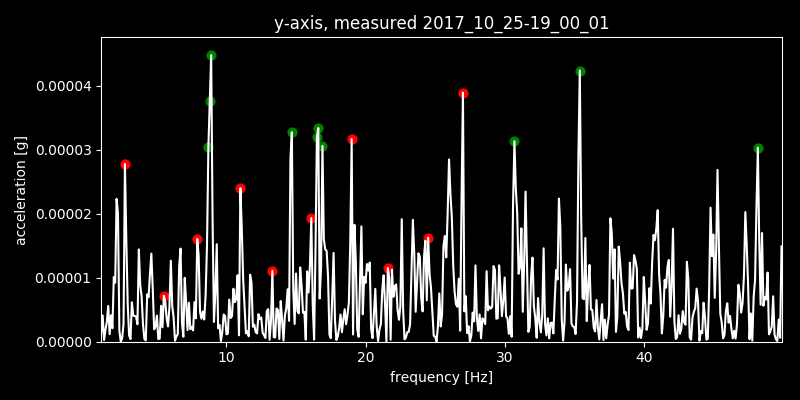 y-axis, measured 2017_10_25-19_00_01
acceleration [g]
0.00004
0.00003
0.00002
0.00001
0.00000
10 20 30 40
frequency [Hz]